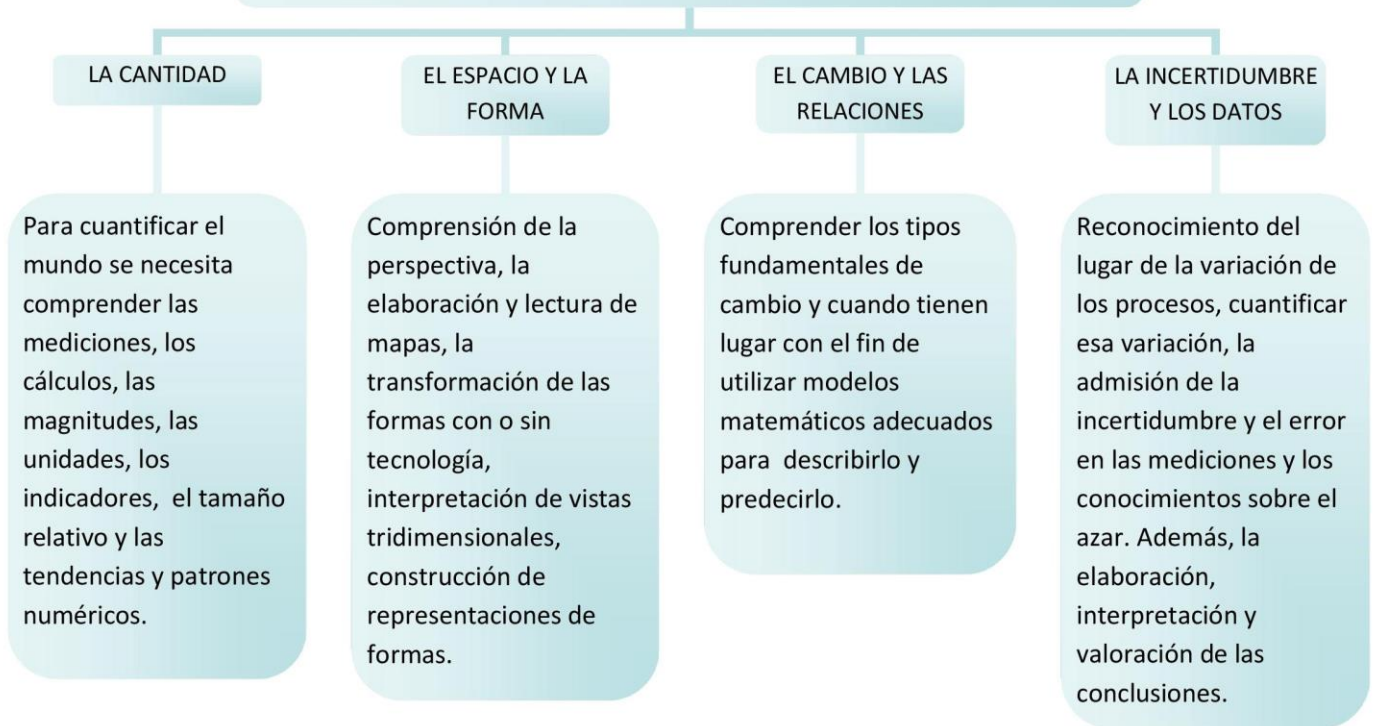 LA CANTIDAD
Para cuantificar el
mundo se necesita
comprender las
mediciones, los
cálculos, las
magnitudes, las
unidades, los
indicadores, el tamaño
relativo y las
tendencias y patrones
numéricos.
EL ESPACIO Y LA
FORMA
Comprensión de la
perspectiva, la
elaboración y lectura de
mapas, la
transformación de las
formas con o sin
tecnología,
interpretación de vistas
tridimensionales,
construcción de
representaciones de
formas.
EL CAMBIO Y LAS
RELACIONES
Comprender los tipos
fundamentales de
cambio y cuando tienen
lugar con el fin de
utilizar modelos
matemáticos adecuados
para describirlo y
predecirlo.
LA INCERTIDUMBRE
Y LOS DATOS
Reconocimiento del
lugar de la variación de
los procesos, cuantificar
esa variación, la
admisión de la
incertidumbre y el error
en las mediciones y los
conocimientos sobre el
azar. Además, la
elaboración,
interpretación y
valoración de las
conclusiones.